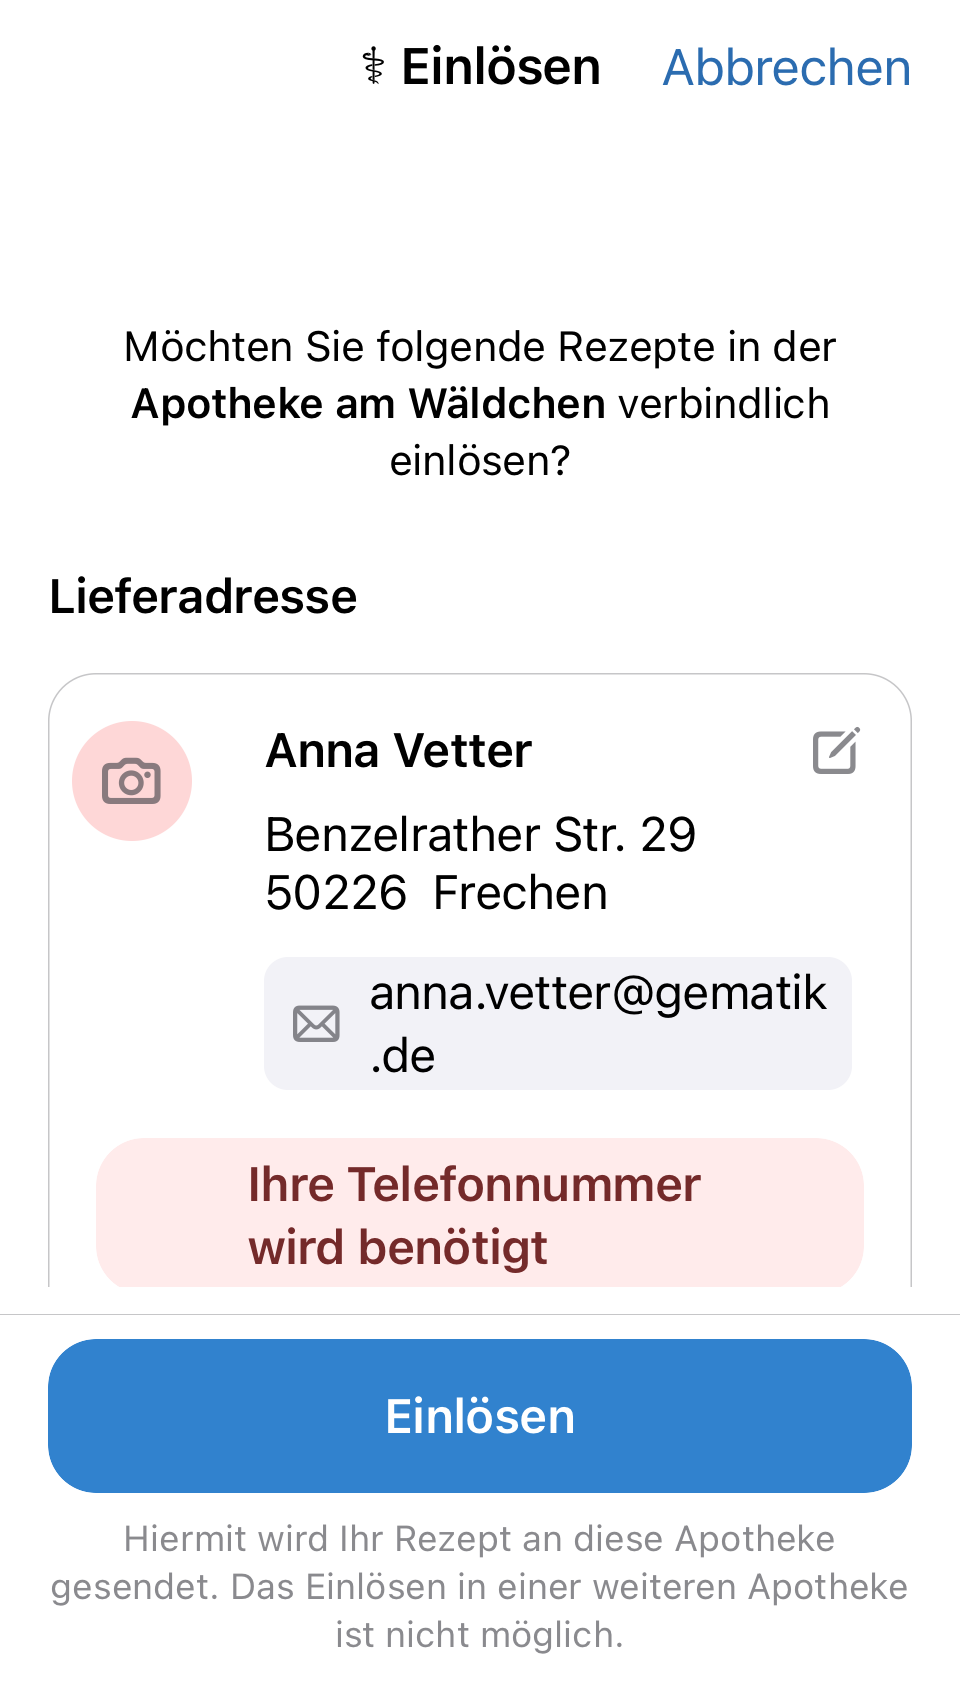 ⚕ Einlösen
Abbrechen
Möchten Sie folgende Rezepte in der
Apotheke am Wäldchen verbindlich
einlösen?
Lieferadresse
Anna Vetter
Benzelrather Str. 29
50226 Frechen
anna.vetter@gematik
.de
Ihre Telefonnummer
wird benötigt
Einlösen
Hiermit wird Ihr Rezept an diese Apotheke
gesendet. Das Einlösen in einer weiteren Apotheke
ist nicht möglich.